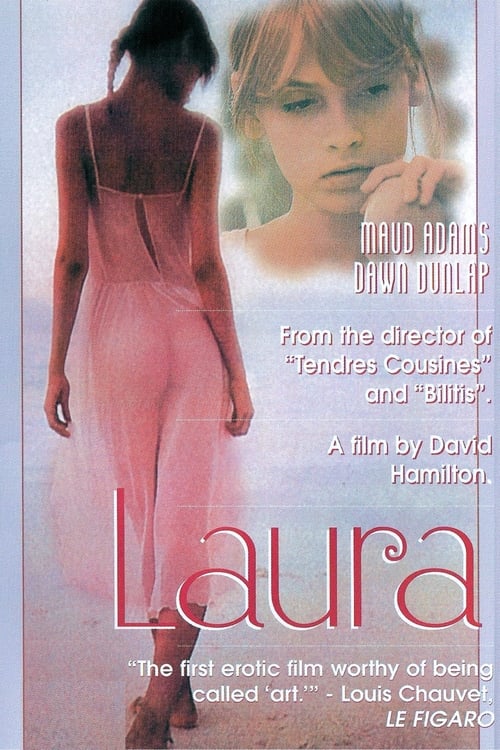 MAUD ADAMS
DAWN DUNLAP
From the director of
“Tendres Cousines”
and “Bilitis”.
A film by David
Hamilton.
Laura
“The first erotic film worthy of being
called ‘art.’” - Louis Chauvet,
LE FIGARO